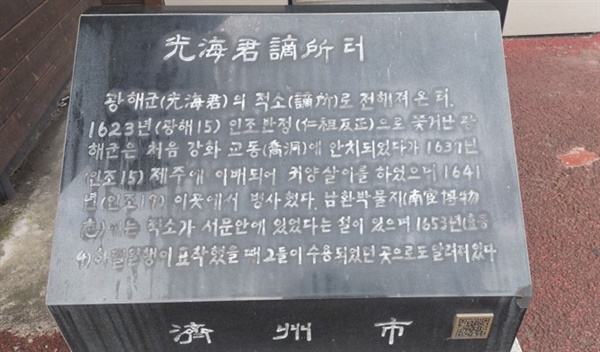 光海君謫所터
광해군(光海君)의 적소(謫所)로 전해져 온 터.
1623년(광해15) 인조반정(仁祖反正)으로 쫓겨난 광
해군은 처음 강화 교동(喬洞)에 안치되었다가 1637년
(인조15) 제주에 이배되어 귀양살이를 하였으며 1641
년(인조19) 이곳에서 병사했다. 남환박물지(南宦博物
에는 적소가 서문안에 있었다는 설이 있으며 1653년(효종
4) 하멜일행이 표착했을 때 그들이 수용되었던 곳으로도 알려져 있다
濟州市